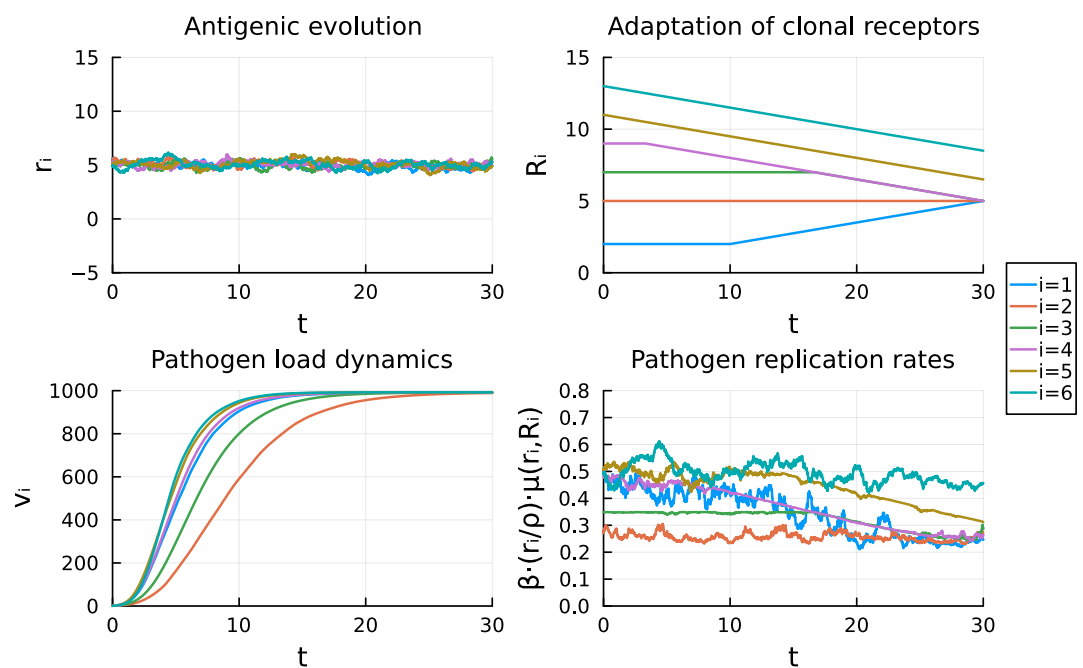 Antigenic evolution
15
10
5
0
−5
0
10
20
30
rᵢ
t
Adaptation of clonal receptors
15
10
5
0
0
10
20
30
Rᵢ
t
i=1
i=2
i=3
i=4
i=5
i=6
Pathogen load dynamics
1000
800
600
400
200
0
0
10
20
30
vᵢ
t
Pathogen replication rates
0.8
0.7
0.6
0.5
0.4
0.3
0.2
0.1
0.0
0
10
20
30
β·(rᵢ/ρ)·μ(rᵢ,Rᵢ)
t